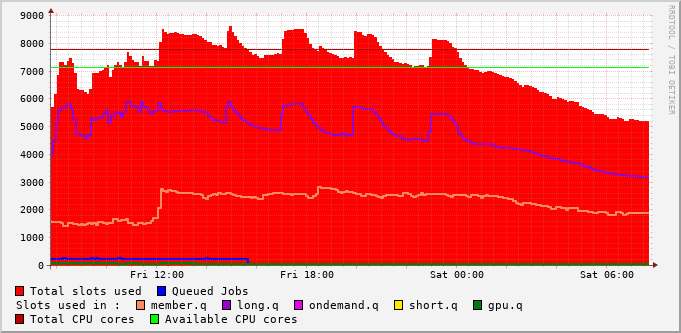 9000
8000
7000
6000
5000
4000
3000
2000
1000
0
Fri 12:00 Fri 18:00 Sat 00:00 Sat 06:00
RRDTOOL / TOBI OETIKER
Total slots used Queued Jobs
Slots used in : member.q long.q ondemand.q short.q gpu.q
Total CPU cores Available CPU cores